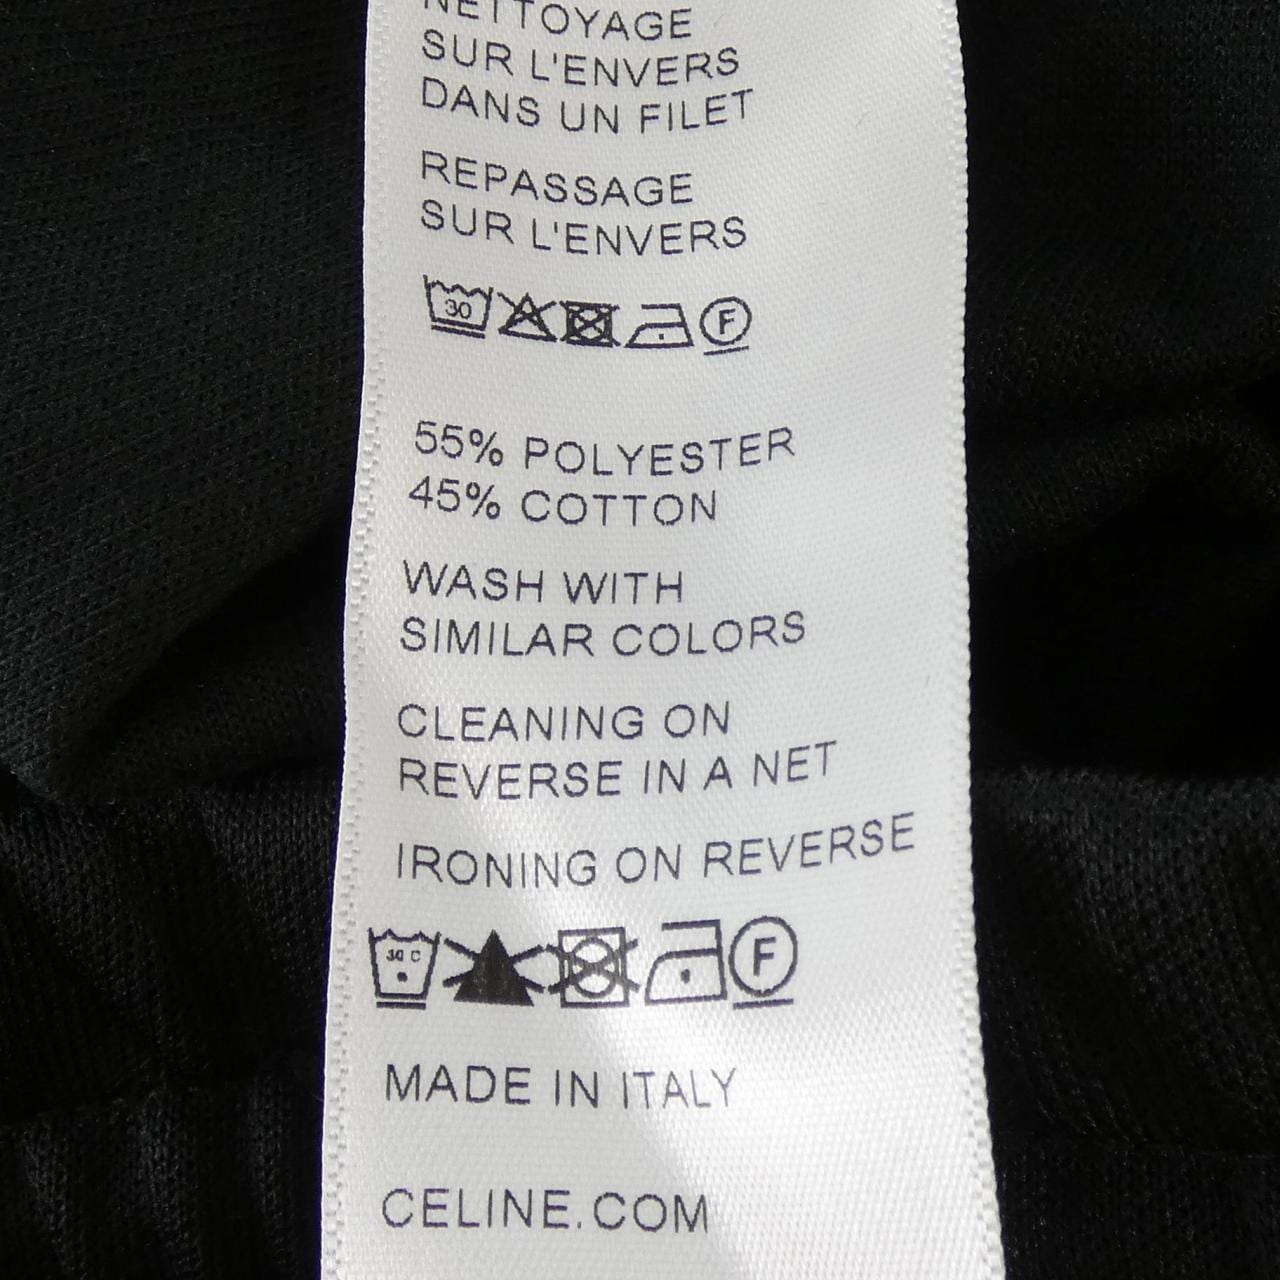 NETTOYAGE
SUR L'ENVERS
DANS UN FILET
REPASSAGE
SUR L'ENVERS
30 F
55% POLYESTER
45% COTTON
WASH WITH
SIMILAR COLORS
CLEANING ON
REVERSE IN A NET
IRONING ON REVERSE
30 C F
MADE IN ITALY
CELINE.COM